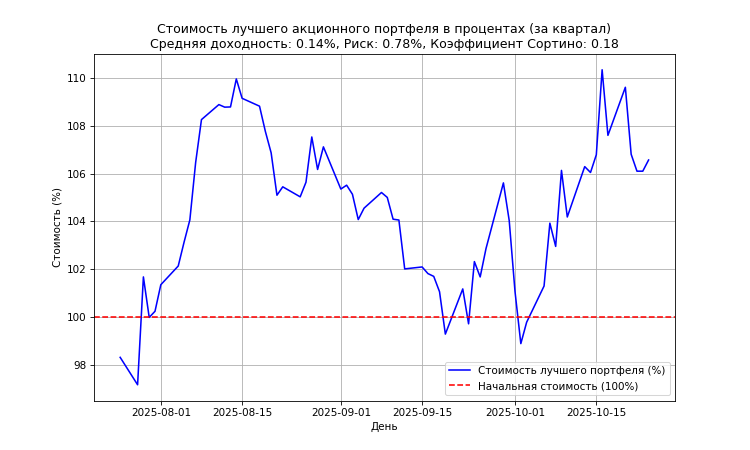 Стоимость лучшего акционного портфеля в процентах (за квартал)
Средняя доходность: 0.14%, Риск: 0.78%, Коэффициент Сортино: 0.18
Стоимость (%)
110
108
106
104
102
100
98
Стоимость лучшего портфеля (%)
Начальная стоимость (100%)
2025-08-01
2025-08-15
2025-09-01
2025-09-15
2025-10-01
2025-10-15
День